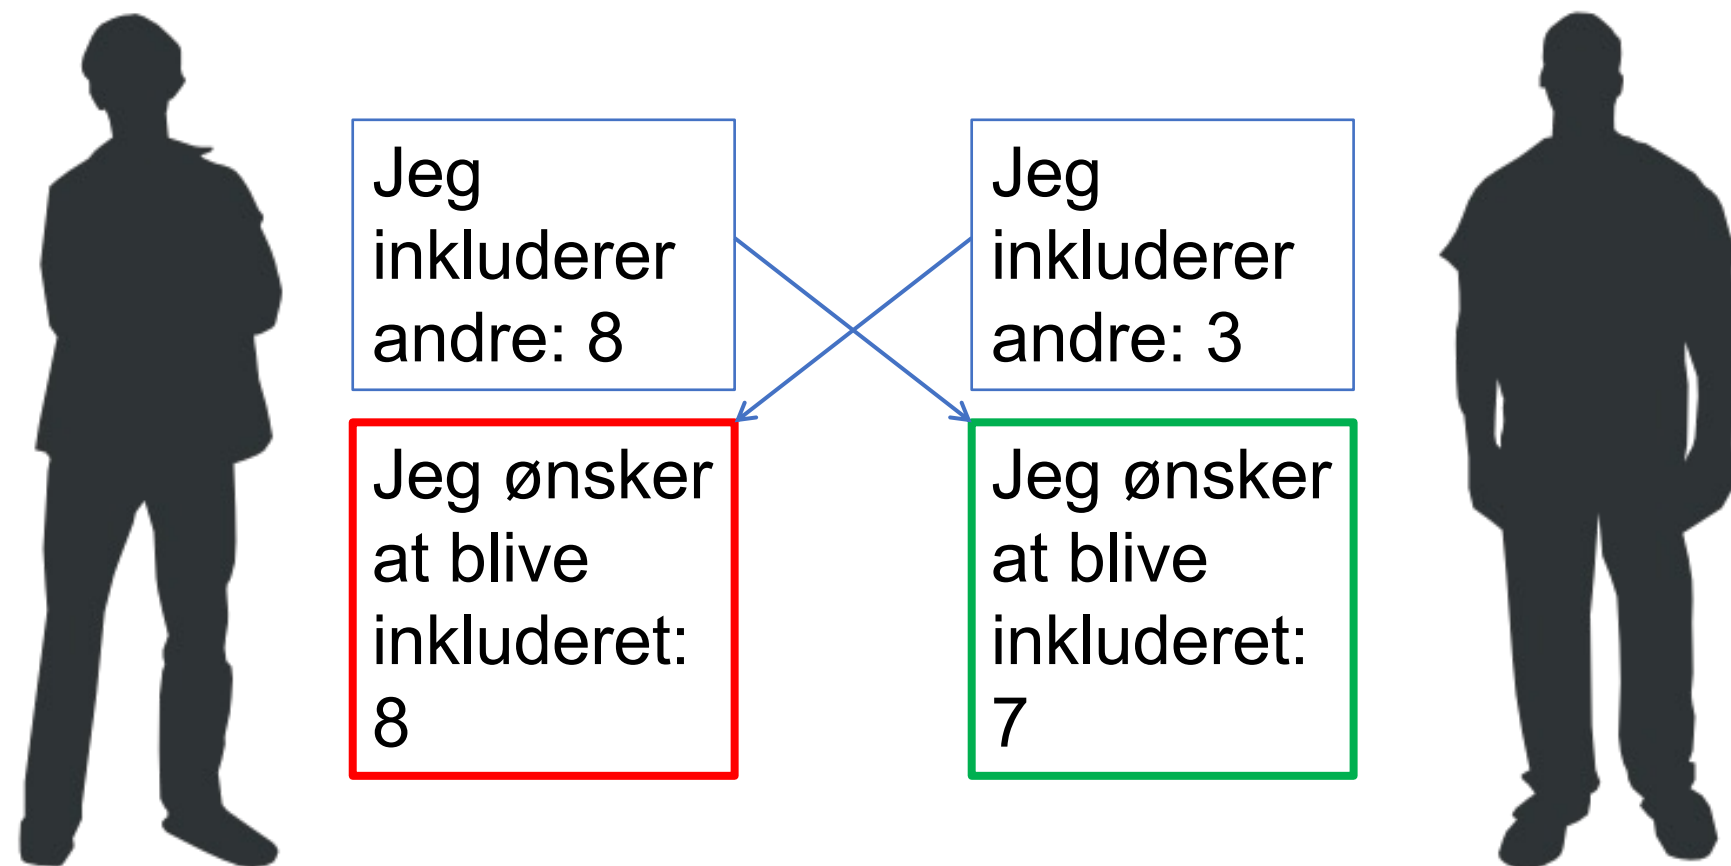 Jeg
inkluderer
andre: 8
Jeg
inkluderer
andre: 3
Jeg ønsker
at blive
inkluderet:
8
Jeg ønsker
at blive
inkluderet:
7